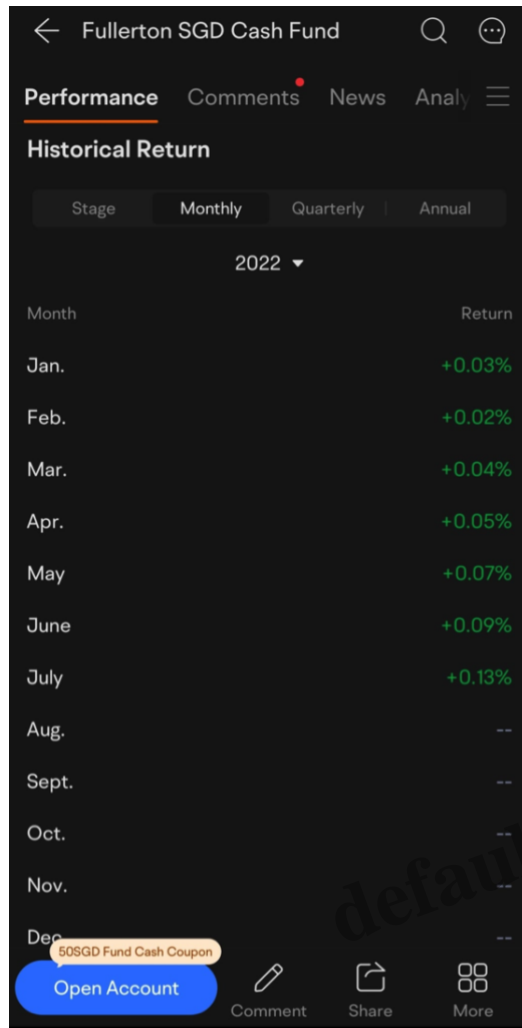 Fullerton SGD Cash Fund
Performance Comments News Analy
Historical Return
Stage Monthly Quarterly Annual
2022
Month Return
Jan. +0.03%
Feb. +0.02%
Mar. +0.04%
Apr. +0.05%
May +0.07%
June +0.09%
July +0.13%
Aug. --
Sept. --
Oct. --
Nov. --
Dec. --
50SGD Fund Cash Coupon
Open Account
Comment Share More
defaul